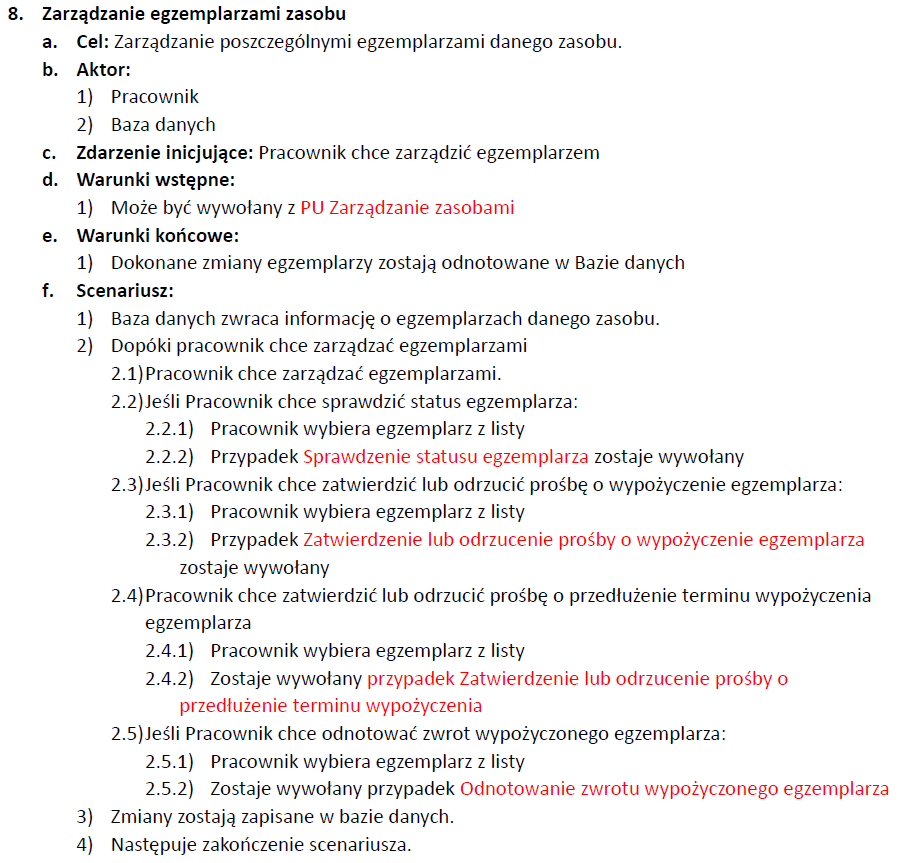 8. Zarządzanie egzemplarzami zasobu
a. Cel: Zarządzanie poszczególnymi egzemplarzami danego zasobu.
b. Aktor:
1) Pracownik
2) Baza danych
c. Zdarzenie inicjujące: Pracownik chce zarządzić egzemplarzem
d. Warunki wstępne:
1) Może być wywołany z PU Zarządzanie zasobami
e. Warunki końcowe:
1) Dokonane zmiany egzemplarzy zostają odnotowane w Bazie danych
f. Scenariusz:
1) Baza danych zwraca informację o egzemplarzach danego zasobu.
2) Dopóki pracownik chce zarządzać egzemplarzami
2.1)Pracownik chce zarządzać egzemplarzami.
2.2)Jeśli Pracownik chce sprawdzić status egzemplarza:
2.2.1) Pracownik wybiera egzemplarz z listy
2.2.2) Przypadek Sprawdzenie statusu egzemplarza zostaje wywołany
2.3)Jeśli Pracownik chce zatwierdzić lub odrzucić prośbę o wypożyczenie egzemplarza:
2.3.1) Pracownik wybiera egzemplarz z listy
2.3.2) Przypadek Zatwierdzenie lub odrzucenie prośby o wypożyczenie egzemplarza
zostaje wywołany
2.4)Pracownik chce zatwierdzić lub odrzucić prośbę o przedłużenie terminu wypożyczenia
egzemplarza
2.4.1) Pracownik wybiera egzemplarz z listy
2.4.2) Zostaje wywołany przypadek Zatwierdzenie lub odrzucenie prośby o
przedłużenie terminu wypożyczenia
2.5)Jeśli Pracownik chce odnotować zwrot wypożyczonego egzemplarza:
2.5.1) Pracownik wybiera egzemplarz z listy
2.5.2) Zostaje wywołany przypadek Odnotowanie zwrotu wypożyczonego egzemplarza
3) Zmiany zostają zapisane w bazie danych.
4) Następuje zakończenie scenariusza.